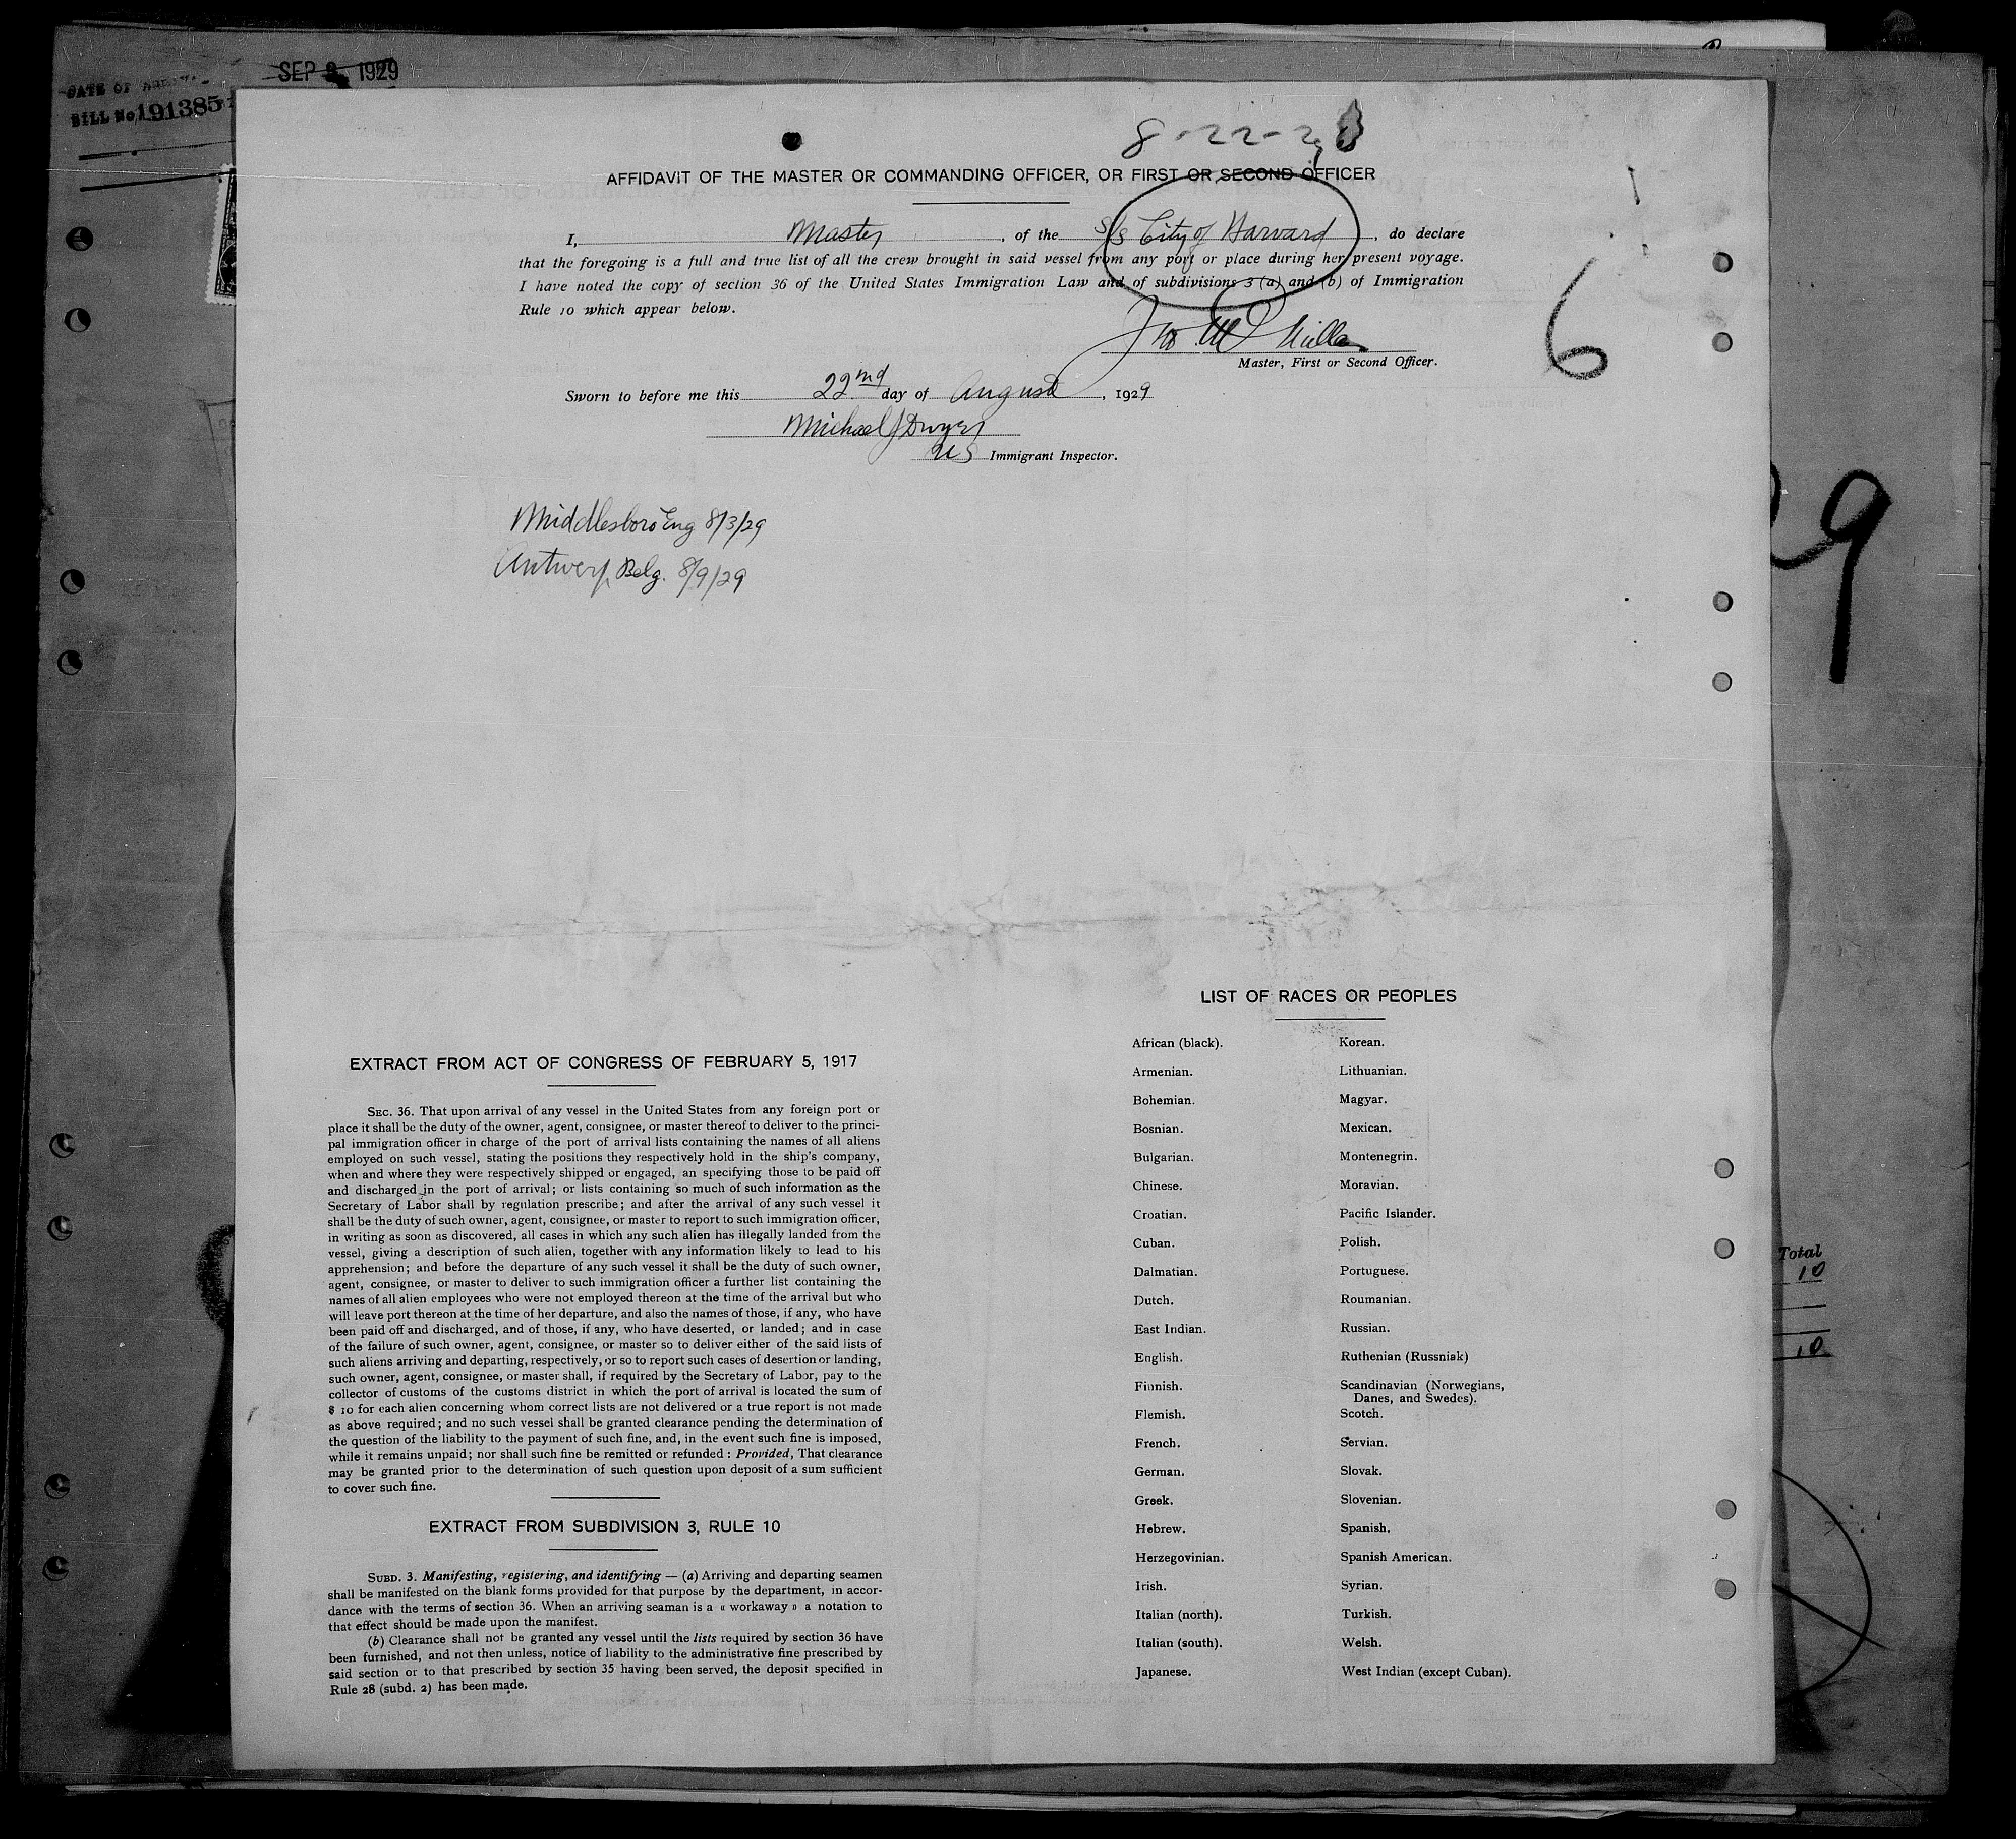 SEP 3 1929
DATE OF
BILL No 191385
8-22-29
AFFIDAVIT OF THE MASTER OR COMMANDING OFFICER, OR FIRST OR SECOND OFFICER
I, Master, of the S/S City of Harvard, do declare
that the foregoing is a full and true list of all the crew brought in said vessel from any port or place during her present voyage.
I have noted the copy of section 36 of the United States Immigration Law and of subdivisions 3 (a) and (b) of Immigration
Rule 10 which appear below.
6
Master, First or Second Officer.
Sworn to before me this 22nd day of August, 1929
Michael J Dwyer
US Immigrant Inspector.
Middlesboro Eng 8/3/29
Antwerp, Belg. 8/9/29
9
EXTRACT FROM ACT OF CONGRESS OF FEBRUARY 5, 1917
SEC. 36. That upon arrival of any vessel in the United States from any foreign port or
place it shall be the duty of the owner, agent, consignee, or master thereof to deliver to the princi-
pal immigration officer in charge of the port of arrival lists containing the names of all aliens
employed on such vessel, stating the positions they respectively hold in the ship's company,
when and where they were respectively shipped or engaged, an specifying those to be paid off
and discharged in the port of arrival; or lists containing so much of such information as the
Secretary of Labor shall by regulation prescribe; and after the arrival of any such vessel it
shall be the duty of such owner, agent, consignee, or master to report to such immigration officer,
in writing as soon as discovered, all cases in which any such alien has illegally landed from the
vessel, giving a description of such alien, together with any information likely to lead to his
apprehension; and before the departure of any such vessel it shall be the duty of such owner,
agent, consignee, or master to deliver to such immigration officer a further list containing the
names of all alien employees who were not employed thereon at the time of the arrival but who
will leave port thereon at the time of her departure, and also the names of those, if any, who have
been paid off and discharged, and of those, if any, who have deserted, or landed; and in case
of the failure of such owner, agent, consignee, or master so to deliver either of the said lists of
such aliens arriving and departing, respectively, or so to report such cases of desertion or landing,
such owner, agent, consignee, or master shall, if required by the Secretary of Labor, pay to the
collector of customs of the customs district in which the port of arrival is located the sum of
$ 10 for each alien concerning whom correct lists are not delivered or a true report is not made
as above required; and no such vessel shall be granted clearance pending the determination of
the question of the liability to the payment of such fine, and, in the event such fine is imposed,
while it remains unpaid; nor shall such fine be remitted or refunded : Provided, That clearance
may be granted prior to the determination of such question upon deposit of a sum sufficient
to cover such fine.
EXTRACT FROM SUBDIVISION 3, RULE 10
SUBD. 3. Manifesting, registering, and identifying — (a) Arriving and departing seamen
shall be manifested on the blank forms provided for that purpose by the department, in accor-
dance with the terms of section 36. When an arriving seaman is a « workaway » a notation to
that effect should be made upon the manifest.
(b) Clearance shall not be granted any vessel until the lists required by section 36 have
been furnished, and not then unless, notice of liability to the administrative fine prescribed by
said section or to that prescribed by section 35 having been served, the deposit specified in
Rule 28 (subd. 2) has been made.
LIST OF RACES OR PEOPLES
African (black).
Armenian.
Bohemian.
Bosnian.
Bulgarian.
Chinese.
Croatian.
Cuban.
Dalmatian.
Dutch.
East Indian.
English.
Finnish.
Flemish.
French.
German.
Greek.
Hebrew.
Herzegovinian.
Irish.
Italian (north).
Italian (south).
Japanese.
Korean.
Lithuanian.
Magyar.
Mexican.
Montenegrin.
Moravian.
Pacific Islander.
Polish.
Portuguese.
Roumanian.
Russian.
Ruthenian (Russniak)
Scandinavian (Norwegians,
Danes, and Swedes).
Scotch.
Servian.
Slovak.
Slovenian.
Spanish.
Spanish American.
Syrian.
Turkish.
Welsh.
West Indian (except Cuban).
Total
10
10